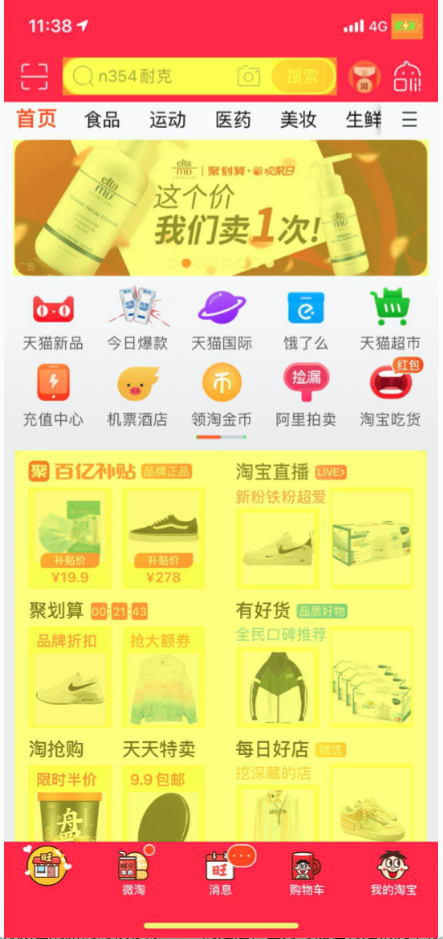 11:38 4G
n354 耐克 搜索
首页 食品 运动 医药 美妆 生鲜
elta MD 聚划算·欢聚日
这个价
我们卖1次!
广告
天猫新品 今日爆款 天猫国际 饿了么 天猫超市
红包
捡漏
充值中心 机票酒店 领淘金币 阿里拍卖 淘宝吃货
聚 百亿补贴 品牌正品 淘宝直播 LIVE
新粉铁粉超爱
补贴价 补贴价
¥19.9 ¥278
聚划算 00:21:43 有好货 品质好物
品牌折扣 抢大额券 全民口碑推荐
淘抢购 天天特卖 每日好店 精选
限时半价 9.9 包邮 挖深藏的店
盘
旺 旺
微淘 消息 购物车 我的淘宝